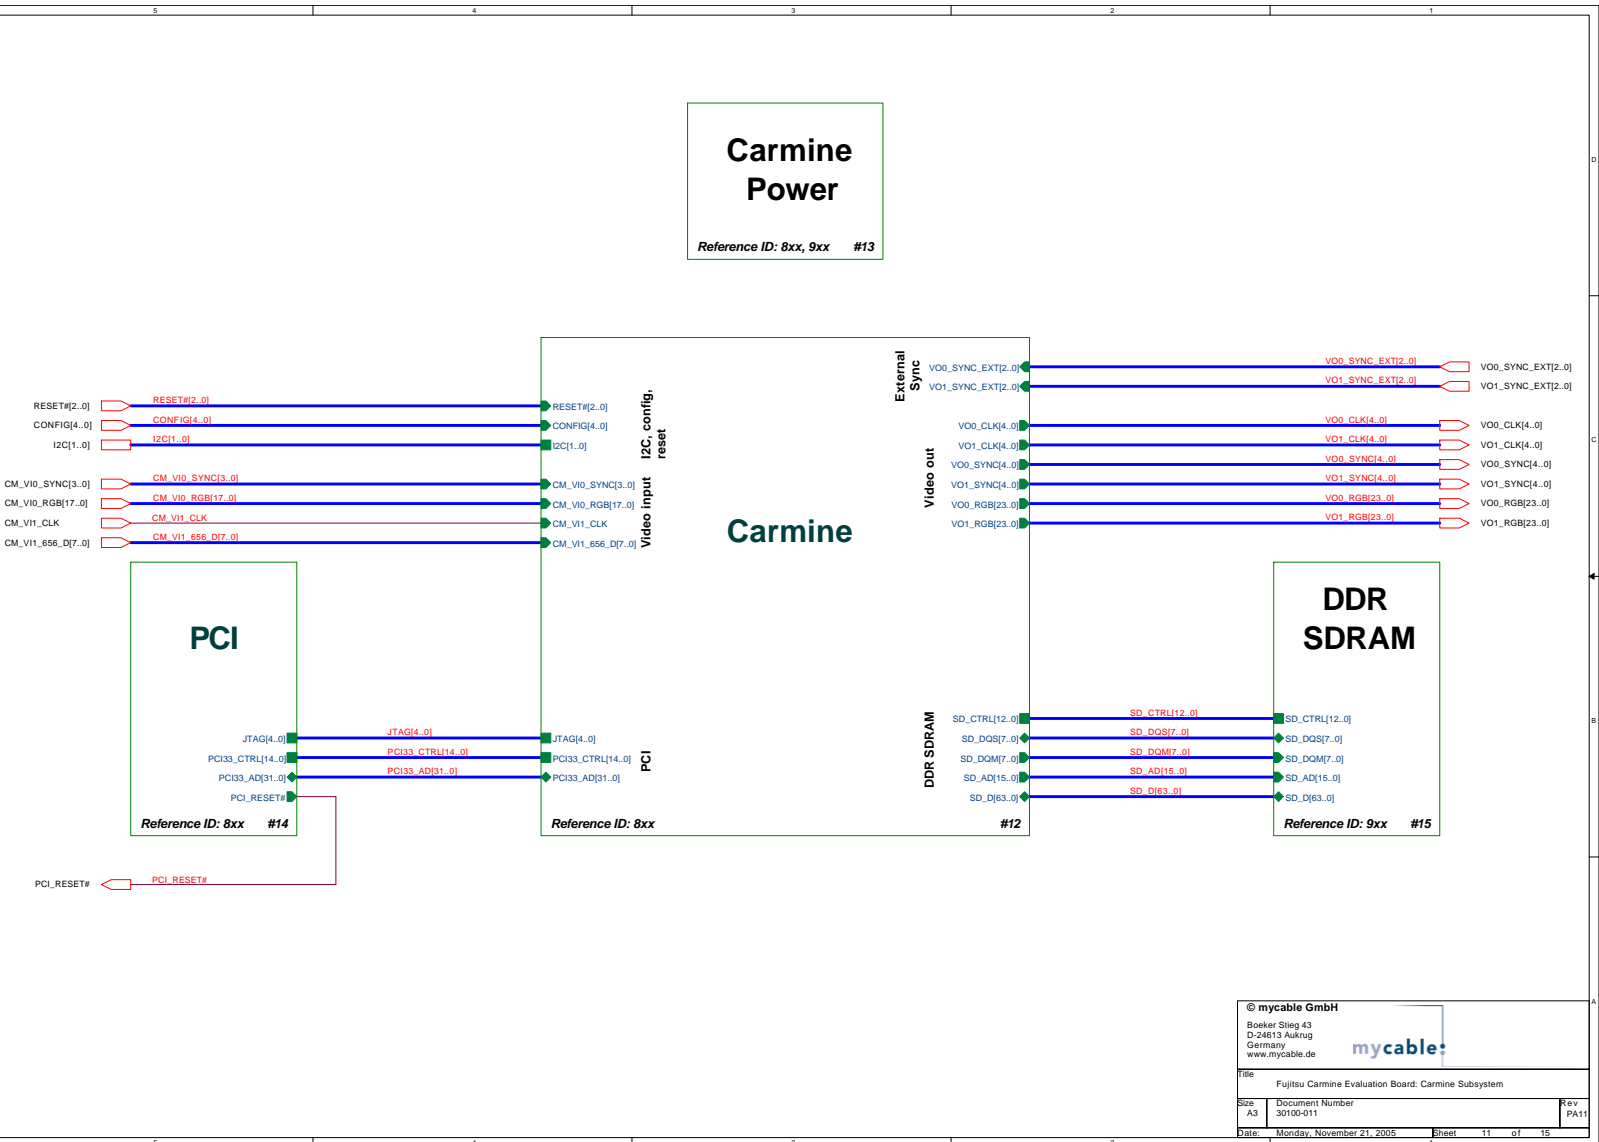 5 4 3 2 1
D
C
B
A
Carmine
Power
Reference ID: 8xx, 9xx #13
RESET#[2..0]
CONFIG[4..0]
I2C[1..0]
CM_VI0_SYNC[3..0]
CM_VI0_RGB[17..0]
CM_VI1_CLK
CM_VI1_656_D[7..0]
RESET#[2..0]
CONFIG[4..0]
I2C[1..0]
CM_VI0_SYNC[3..0]
CM_VI0_RGB[17..0]
CM_VI1_CLK
CM_VI1_656_D[7..0]
RESET#[2..0]
CONFIG[4..0]
I2C[1..0]
CM_VI0_SYNC[3..0]
CM_VI0_RGB[17..0]
CM_VI1_CLK
CM_VI1_656_D[7..0]
I2C, config,
reset
Video input
Carmine
External
Sync
Video out
VO0_SYNC_EXT[2..0]
VO1_SYNC_EXT[2..0]
VO0_CLK[4..0]
VO1_CLK[4..0]
VO0_SYNC[4..0]
VO1_SYNC[4..0]
VO0_RGB[23..0]
VO1_RGB[23..0]
VO0_SYNC_EXT[2..0]
VO1_SYNC_EXT[2..0]
VO0_CLK[4..0]
VO1_CLK[4..0]
VO0_SYNC[4..0]
VO1_SYNC[4..0]
VO0_RGB[23..0]
VO1_RGB[23..0]
VO0_SYNC_EXT[2..0]
VO1_SYNC_EXT[2..0]
VO0_CLK[4..0]
VO1_CLK[4..0]
VO0_SYNC[4..0]
VO1_SYNC[4..0]
VO0_RGB[23..0]
VO1_RGB[23..0]
PCI
JTAG[4..0]
PCI33_CTRL[14..0]
PCI33_AD[31..0]
PCI_RESET#
Reference ID: 8xx #14
JTAG[4..0]
PCI33_CTRL[14..0]
PCI33_AD[31..0]
JTAG[4..0]
PCI33_CTRL[14..0]
PCI33_AD[31..0]
PCI
Reference ID: 8xx #12
DDR SDRAM
SD_CTRL[12..0]
SD_DQS[7..0]
SD_DQM[7..0]
SD_AD[15..0]
SD_D[63..0]
SD_CTRL[12..0]
SD_DQS[7..0]
SD_DQM[7..0]
SD_AD[15..0]
SD_D[63..0]
DDR
SDRAM
SD_CTRL[12..0]
SD_DQS[7..0]
SD_DQM[7..0]
SD_AD[15..0]
SD_D[63..0]
Reference ID: 9xx #15
PCI_RESET# PCI_RESET#
© mycable GmbH
Boeker Stieg 43
D-24613 Aukrug
Germany
www.mycable.de
mycable:
Title
Fujitsu Carmine Evaluation Board: Carmine Subsystem
Size Document Number Rev
A3 30100-011 PA11
Date: Monday, November 21, 2005 Sheet 11 of 15
5 4 3 2 1